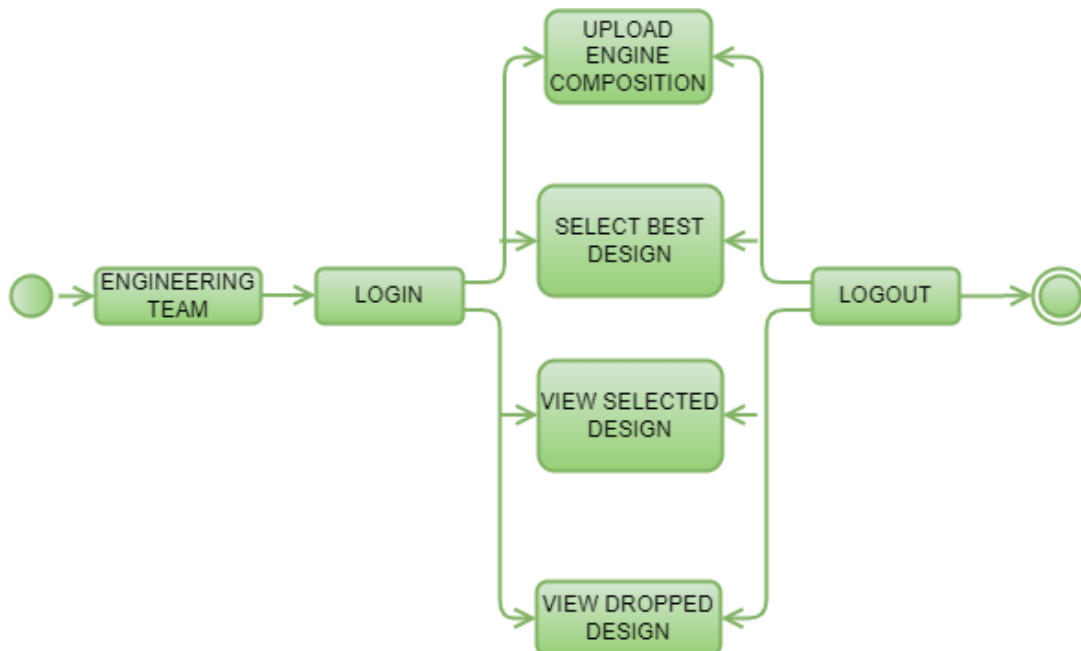 UPLOAD
ENGINE
COMPOSITION
SELECT BEST
DESIGN
ENGINEERING
TEAM
LOGIN
LOGOUT
VIEW SELECTED
DESIGN
VIEW DROPPED
DESIGN